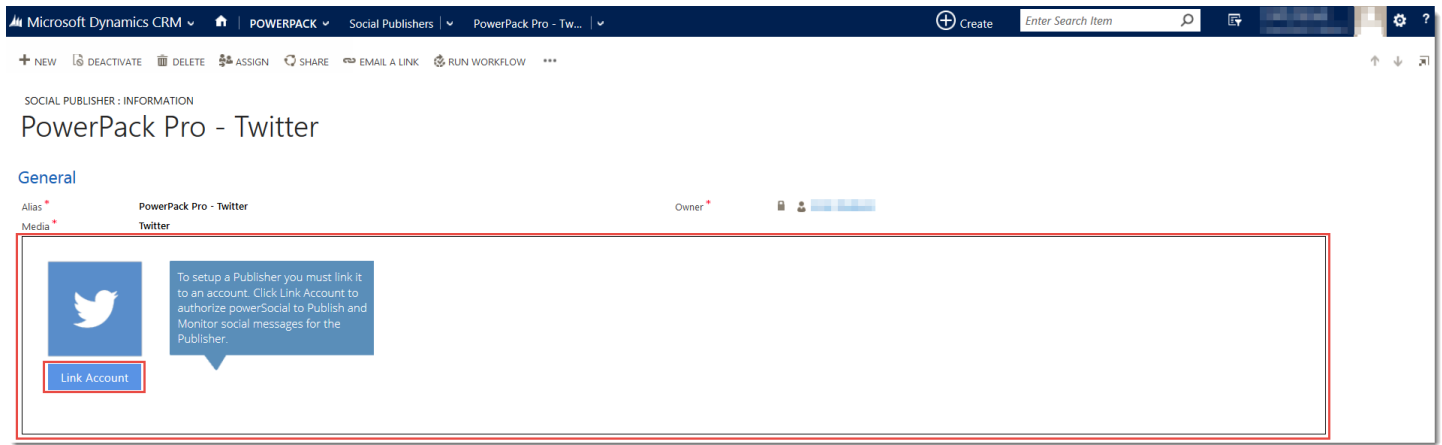 Microsoft Dynamics CRM POWERPACK Social Publishers PowerPack Pro - Tw... Create Enter Search Item ?
NEW DEACTIVATE DELETE ASSIGN SHARE EMAIL A LINK RUN WORKFLOW •••
SOCIAL PUBLISHER : INFORMATION
PowerPack Pro - Twitter
General
Alias * PowerPack Pro - Twitter Owner *
Media * Twitter
To setup a Publisher you must link it
to an account. Click Link Account to
authorize powerSocial to Publish and
Monitor social messages for the
Publisher.
Link Account